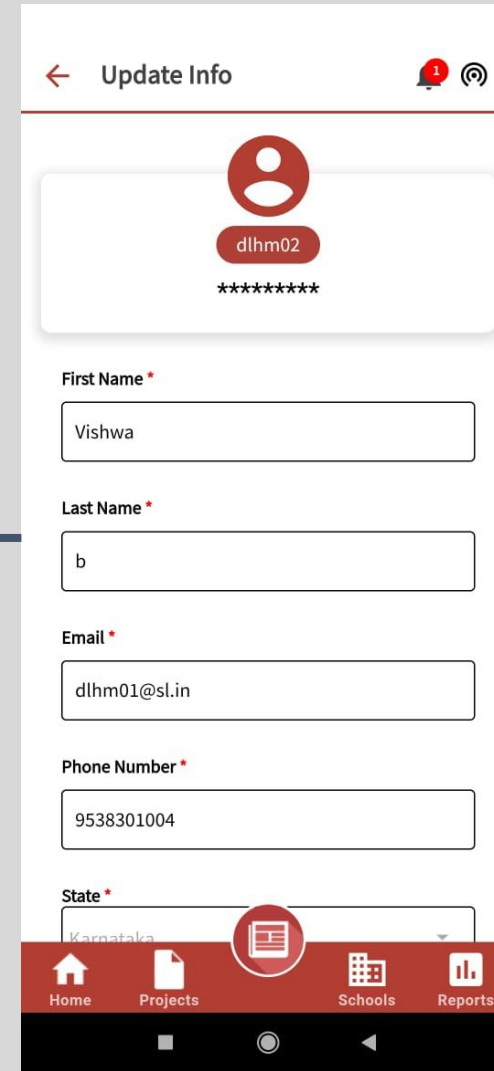 Update Info
1
dlhm02
*********
First Name *
Vishwa
Last Name *
b
Email *
dlhm01@sl.in
Phone Number *
9538301004
State *
Karnataka
Home Projects Schools Reports